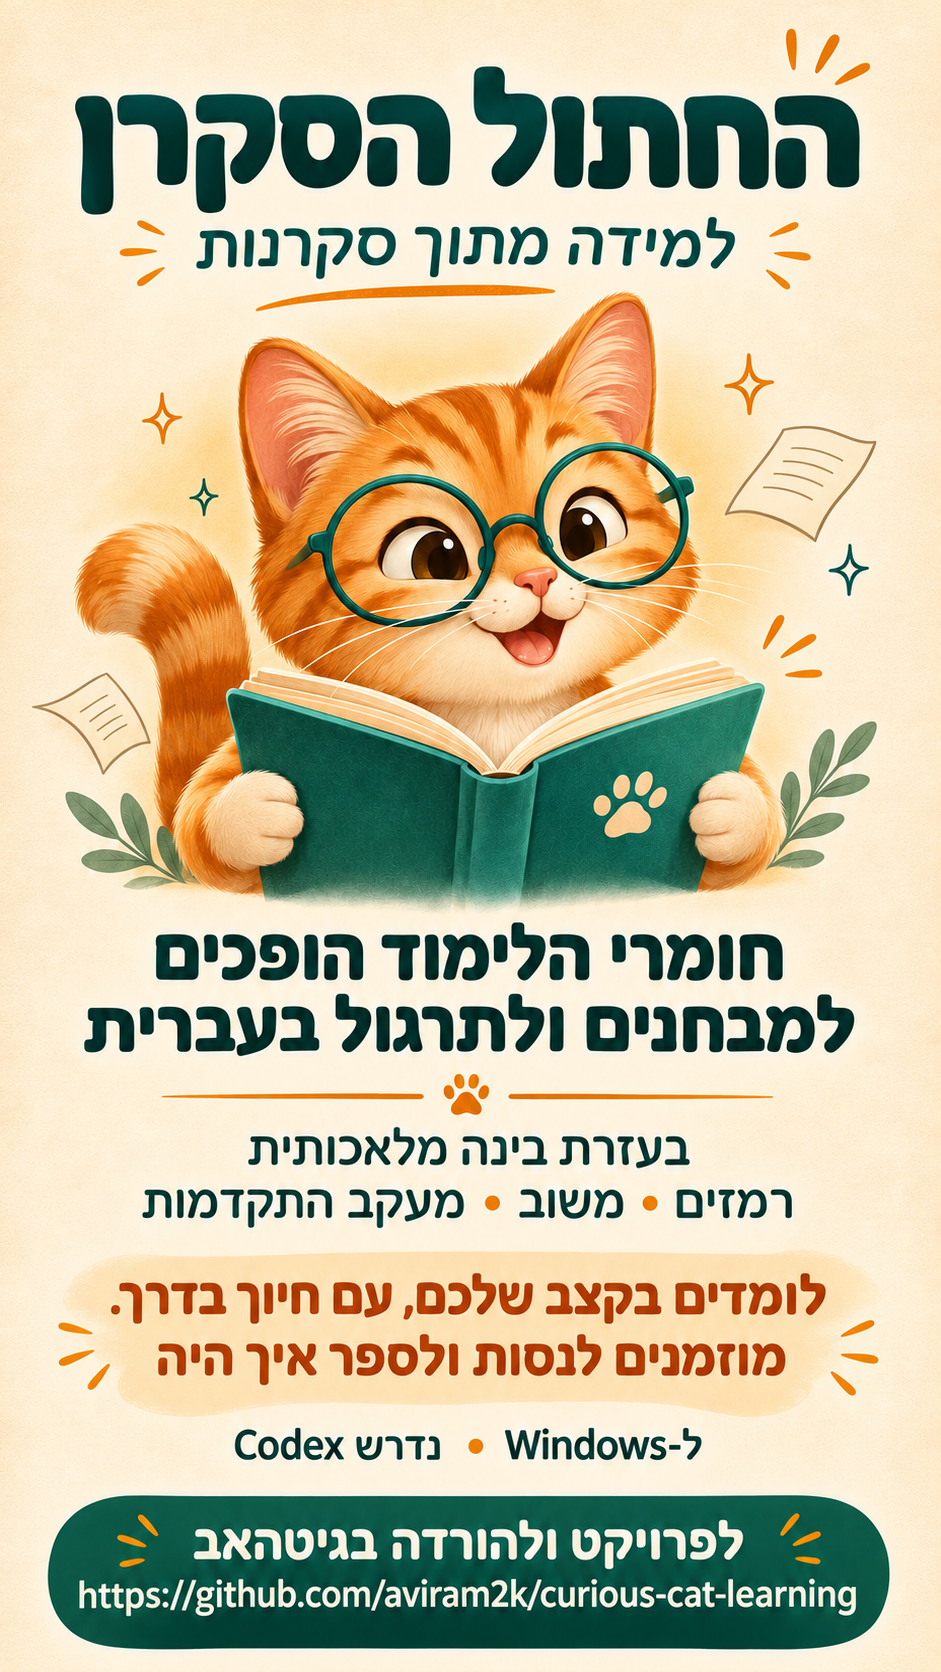 החתול הסקרן
למידה מתוך סקרנות
חומרי הלימוד הופכים
למבחנים ולתרגול בעברית
בעזרת בינה מלאכותית
רמזים • משוב • מעקב התקדמות
לומדים בקצב שלכם, עם חיוך בדרך.
מוזמנים לנסות ולספר איך היה
ל-Windows • נדרש Codex
לפרויקט ולהורדה בגיטהאב
https://github.com/aviram2k/curious-cat-learning